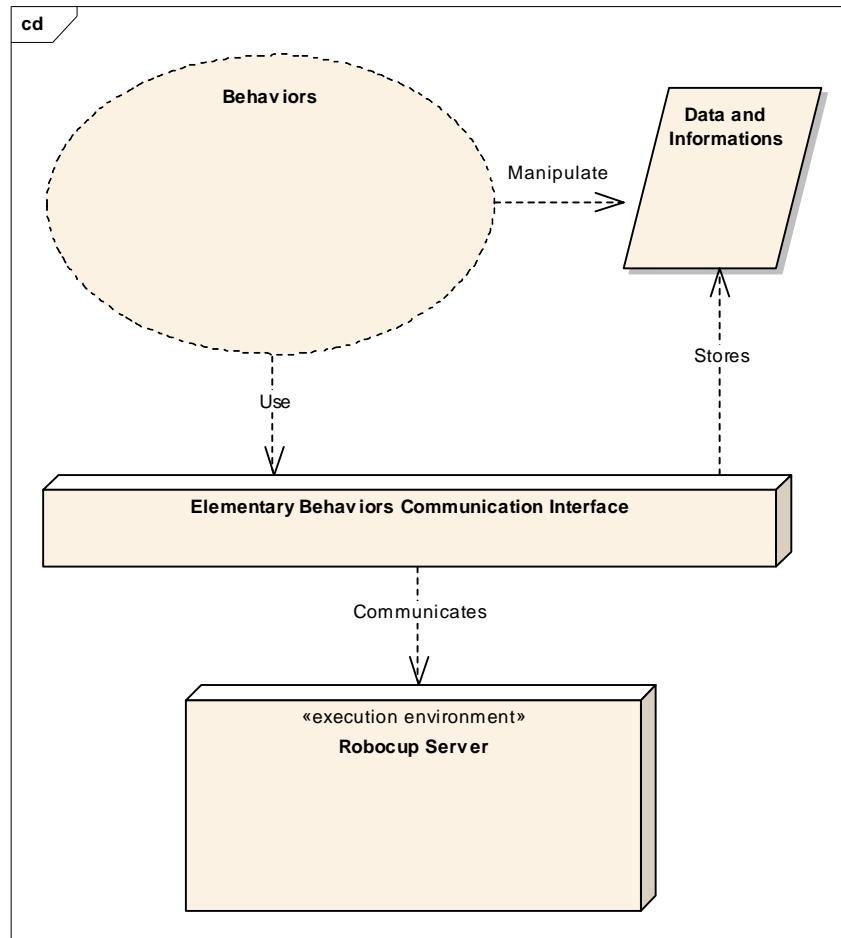 cd
Behaviors
Data and
Informations
Manipulate
Stores
Use
Elementary Behaviors Communication Interface
Communicates
«execution environment»
Robocup Server